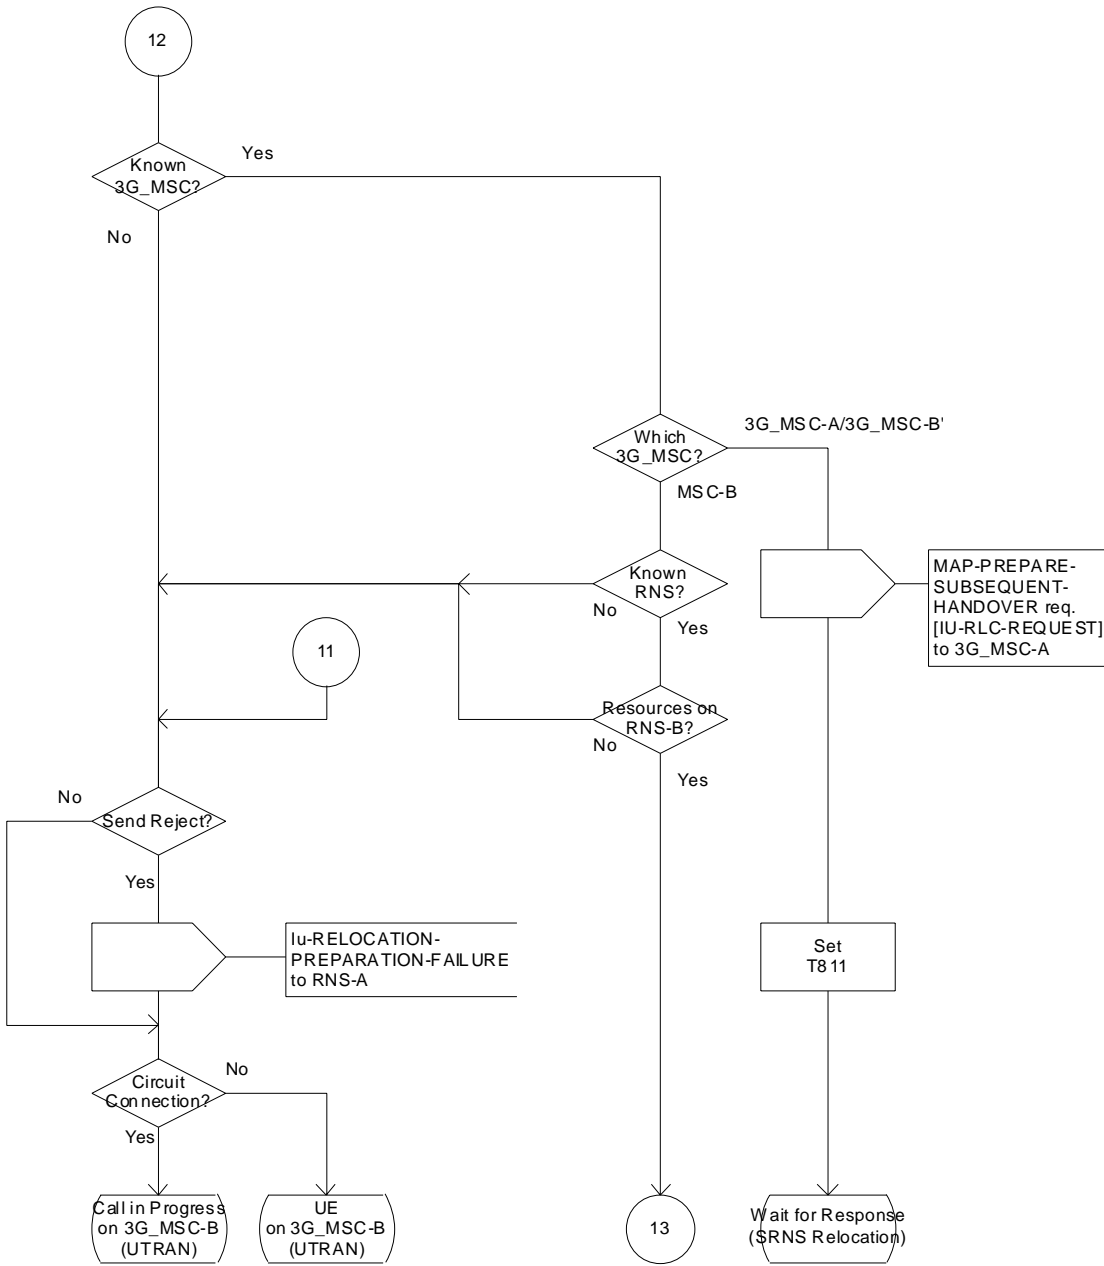 12
Known
3G_MSC?
Yes
No
Which
3G_MSC?
3G_MSC-A/3G_MSC-B'
MSC-B
Known
RNS?
No
Yes
MAP-PREPARE-
SUBSEQUENT-
HANDOVER req.
[IU-RLC-REQUEST]
to 3G_MSC-A
11
Resources on
RNS-B?
No
Yes
No
Send Reject?
Yes
Iu-RELOCATION-
PREPARATION-FAILURE
to RNS-A
Set
T811
Circuit
Connection?
No
Yes
Call in Progress
on 3G_MSC-B
(UTRAN)
UE
on 3G_MSC-B
(UTRAN)
13
Wait for Response
(SRNS Relocation)